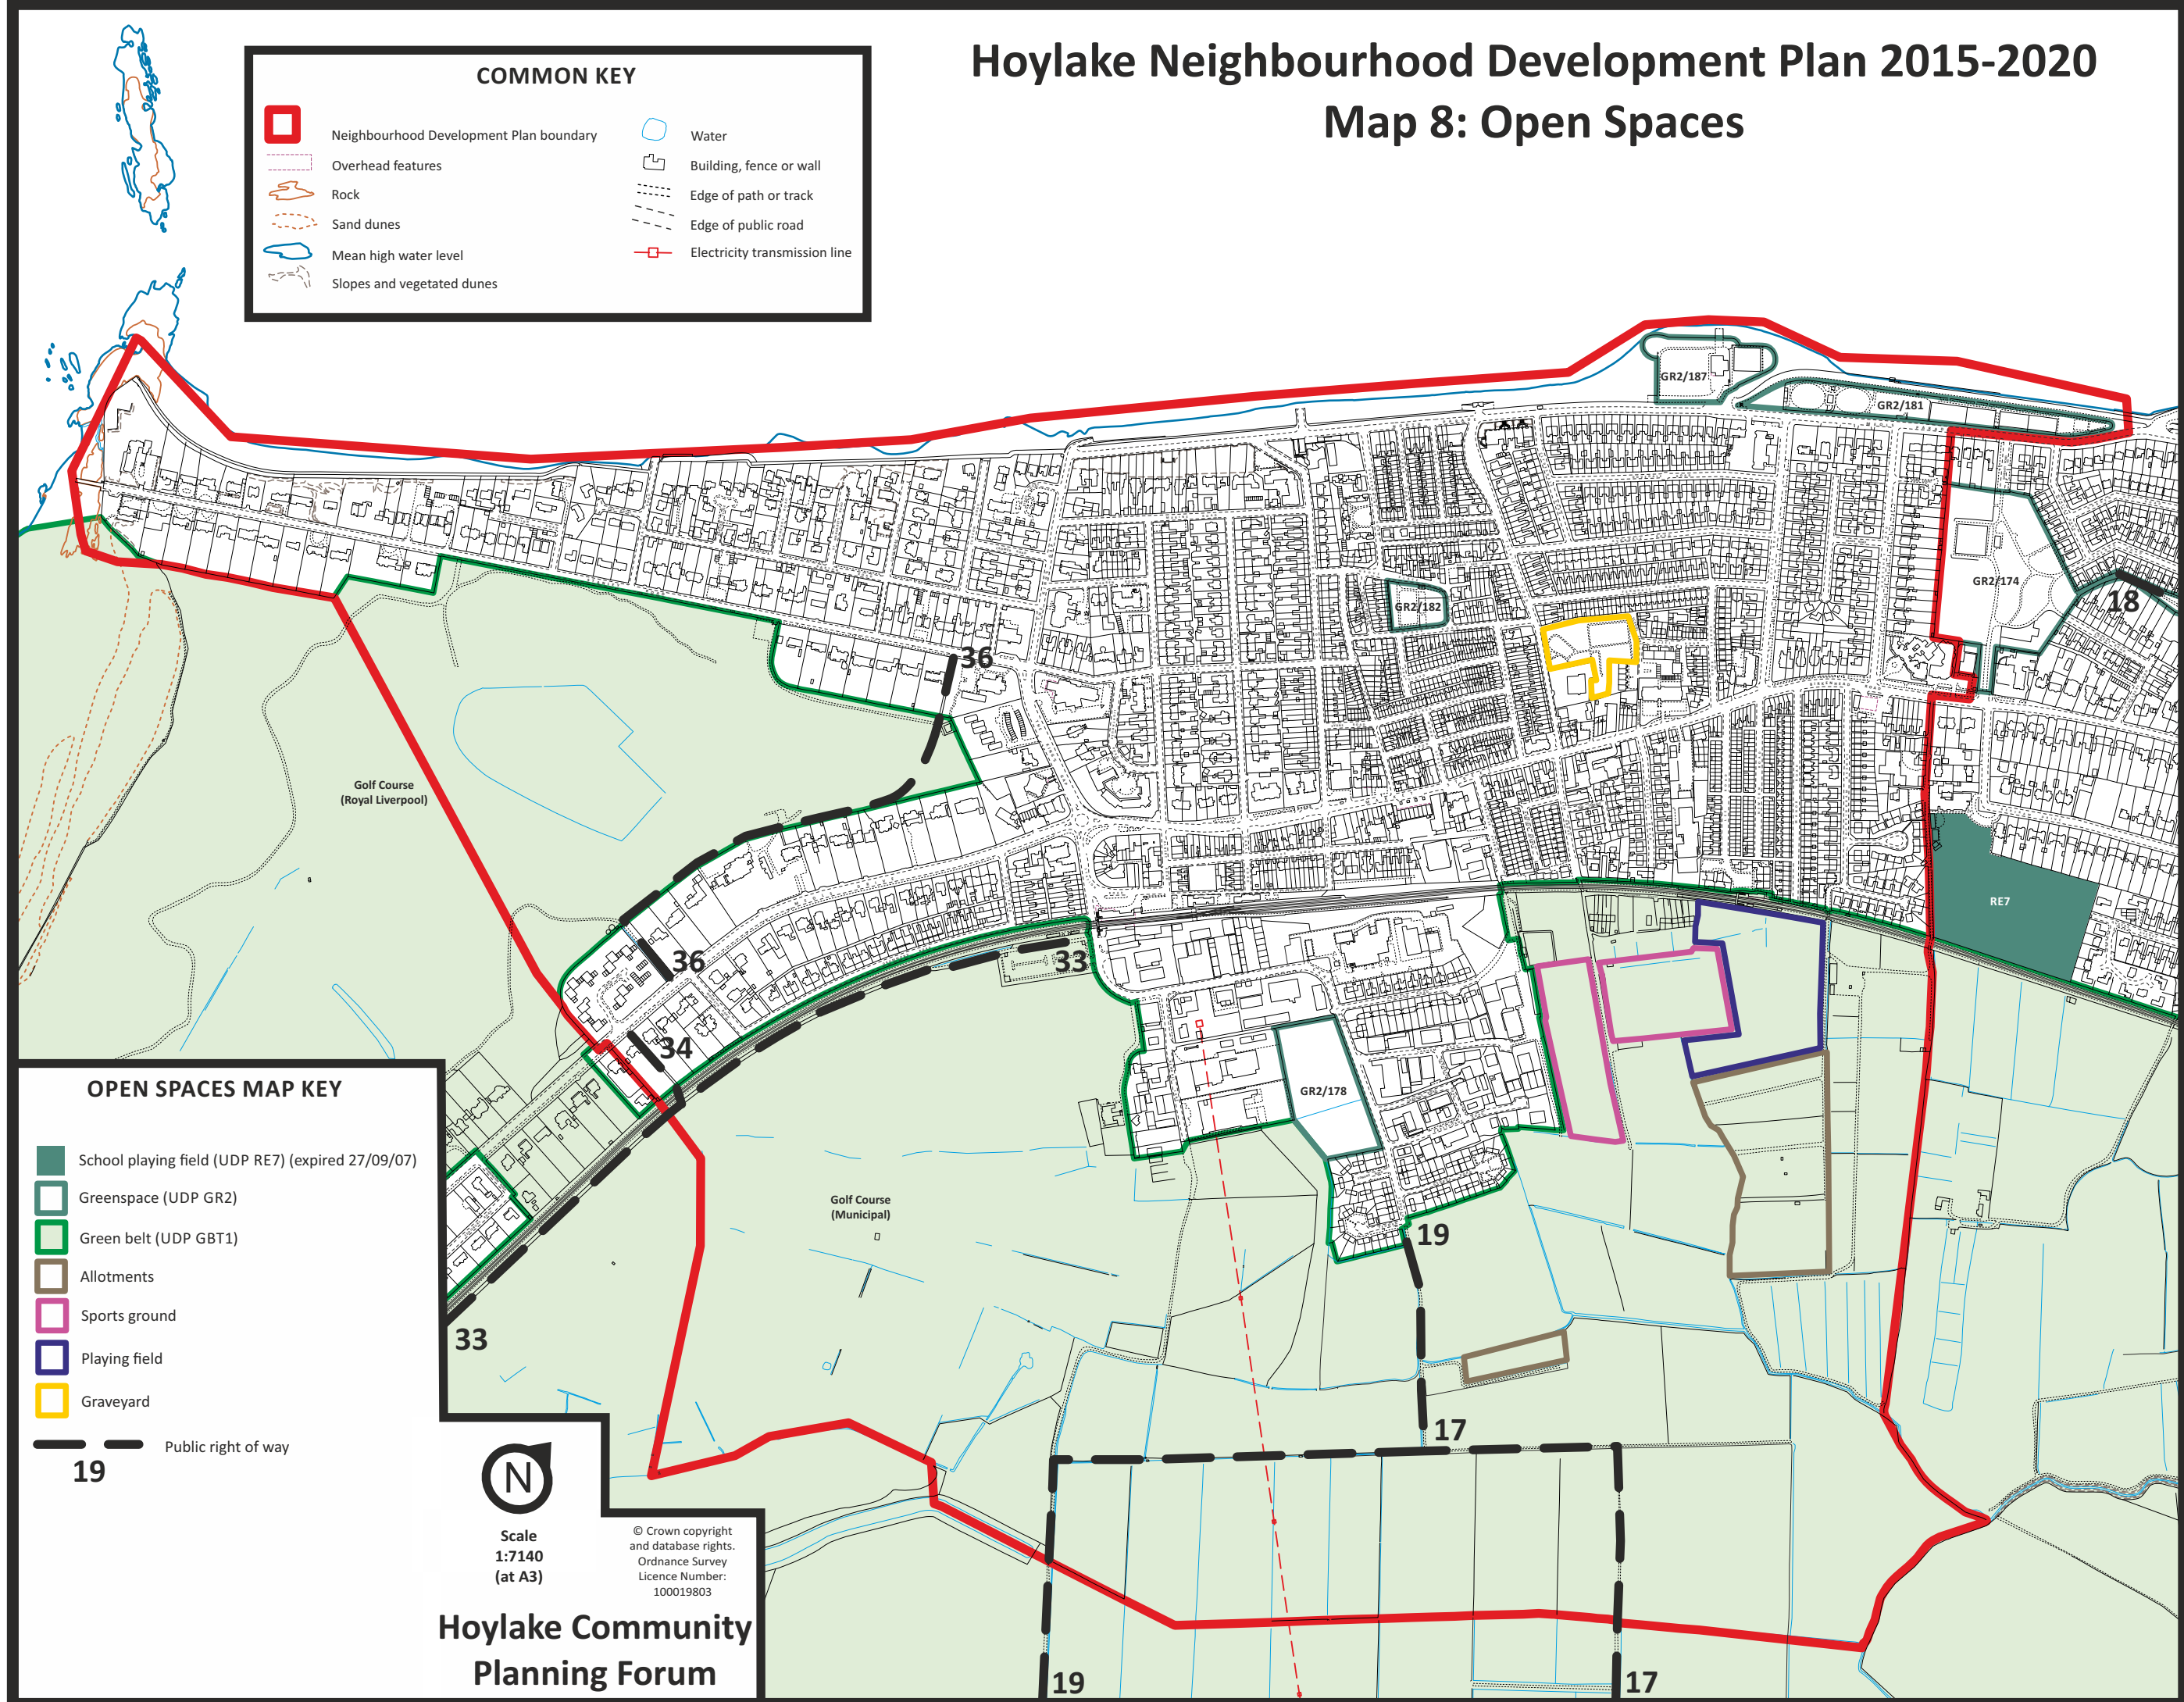 Hoylake Neighbourhood Development Plan 2015-2020
Map 8: Open Spaces
COMMON KEY
Neighbourhood Development Plan boundary
Overhead features
Rock
Sand dunes
Mean high water level
Slopes and vegetated dunes
Water
Building, fence or wall
Edge of path or track
Edge of public road
Electricity transmission line
GR2/187
GR2/181
GR2/174
18
GR2/182
36
Golf Course
(Royal Liverpool)
RE7
36
33
34
GR2/178
Golf Course
(Municipal)
19
33
17
19
17
OPEN SPACES MAP KEY
School playing field (UDP RE7) (expired 27/09/07)
Greenspace (UDP GR2)
Green belt (UDP GBT1)
Allotments
Sports ground
Playing field
Graveyard
Public right of way
19
N
Scale
1:7140
(at A3)
© Crown copyright
and database rights.
Ordnance Survey
Licence Number:
100019803
Hoylake Community
Planning Forum